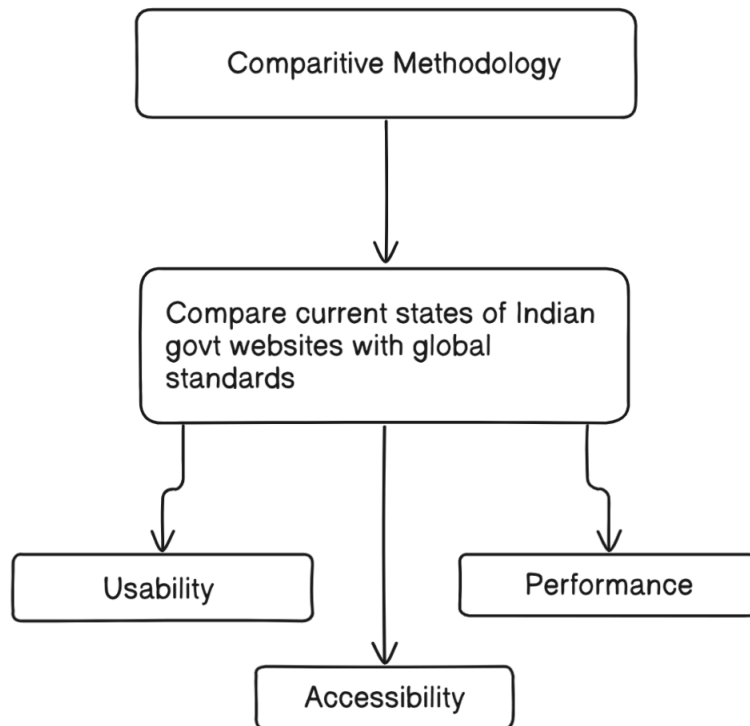 Comparitive Methodology
Compare current states of Indian
govt websites with global
standards
Usability
Performance
Accessibility